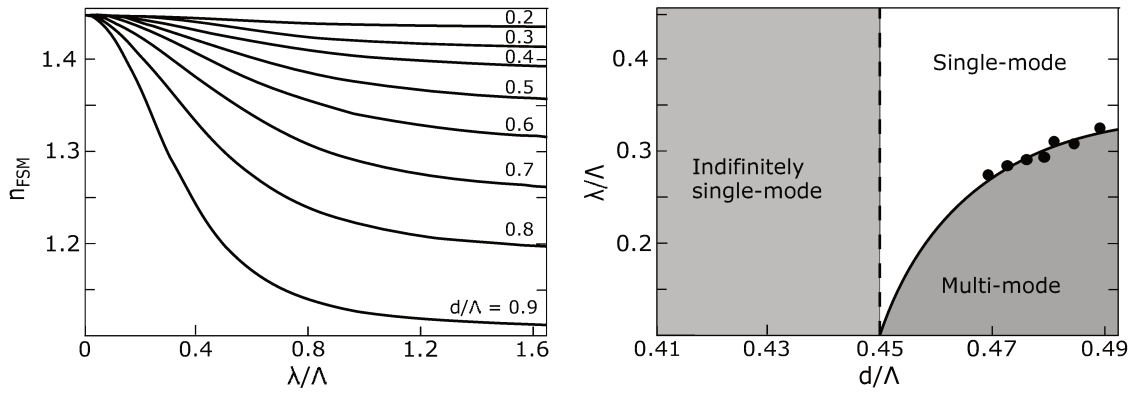 1.4
1.3
1.2
n_FSM
0
0.4
0.8
1.2
1.6
λ/Λ
0.2
0.3
0.4
0.5
0.6
0.7
0.8
d/Λ = 0.9
0.4
0.3
0.2
λ/Λ
Single-mode
Indifinitely
single-mode
Multi-mode
0.41
0.43
0.45
0.47
0.49
d/Λ